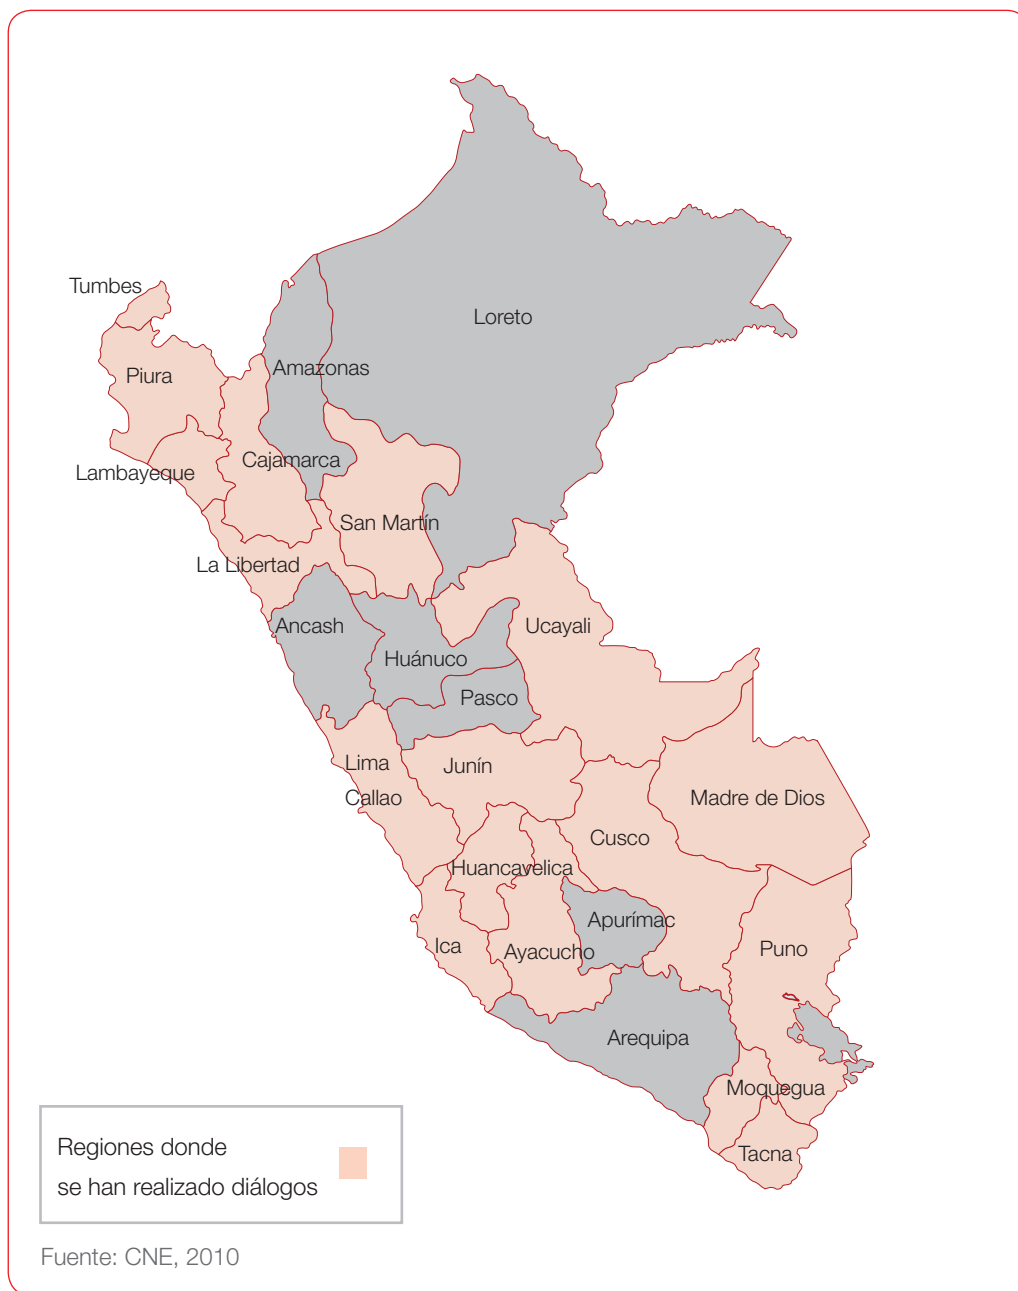 Tumbes
Loreto
Amazonas
Piura
Cajamarca
Lambayeque
San Martín
La Libertad
Ancash
Ucayali
Huánuco
Pasco
Lima
Junín
Callao
Madre de Dios
Cusco
Huancavelica
Apurímac
Ica
Ayacucho
Puno
Arequipa
Moquegua
Tacna
Regiones donde
se han realizado diálogos
Fuente: CNE, 2010